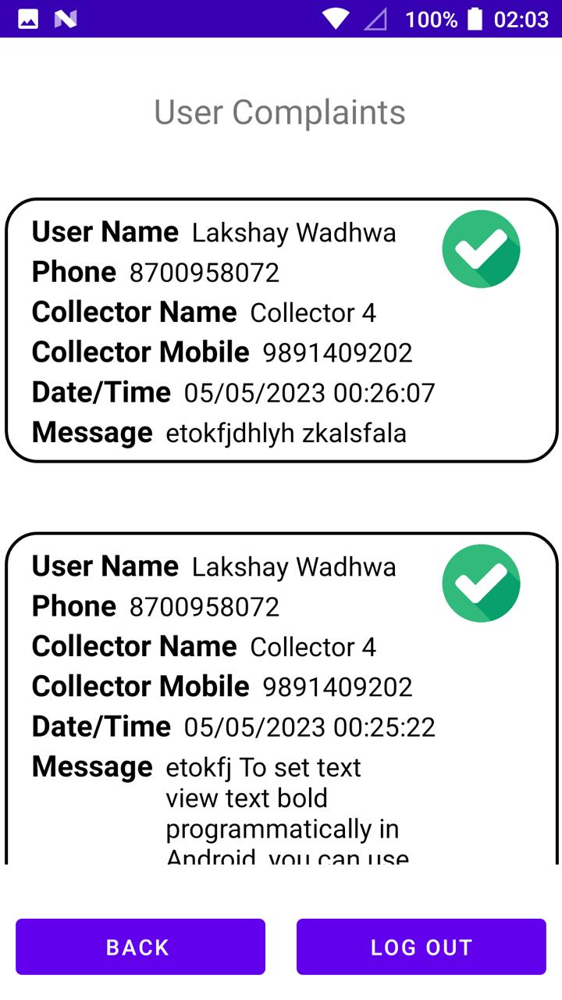 100% 02:03
User Complaints
User Name Lakshay Wadhwa
Phone 8700958072
Collector Name Collector 4
Collector Mobile 9891409202
Date/Time 05/05/2023 00:26:07
Message etokfjdhlyh zkalsfala
User Name Lakshay Wadhwa
Phone 8700958072
Collector Name Collector 4
Collector Mobile 9891409202
Date/Time 05/05/2023 00:25:22
Message etokfj To set text
view text bold
programmatically in
Android, you can use
BACK LOG OUT